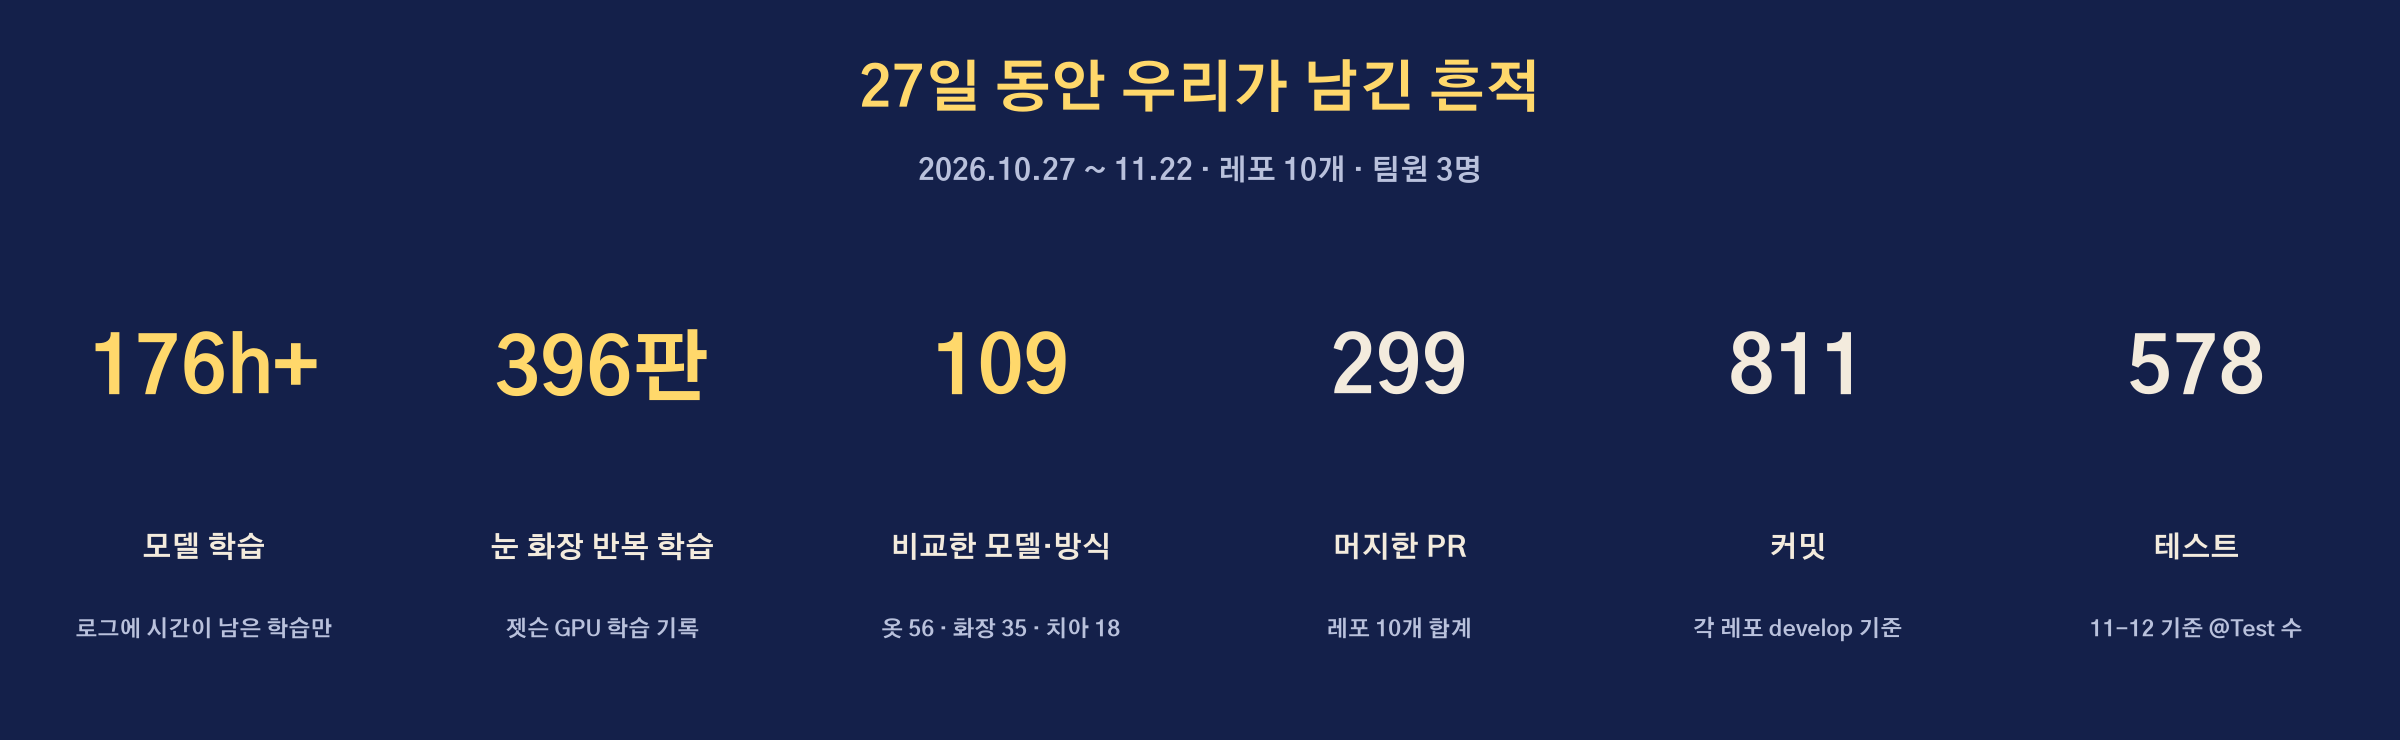 27일 동안 우리가 남긴 흔적
2026.10.27 ~ 11.22 · 레포 10개 · 팀원 3명
176h+
396판
109
299
811
578
모델 학습
눈 화장 반복 학습
비교한 모델·방식
머지한 PR
커밋
테스트
로그에 시간이 남은 학습만
젯슨 GPU 학습 기록
옷 56 · 화장 35 · 치아 18
레포 10개 합계
각 레포 develop 기준
11-12 기준 @Test 수